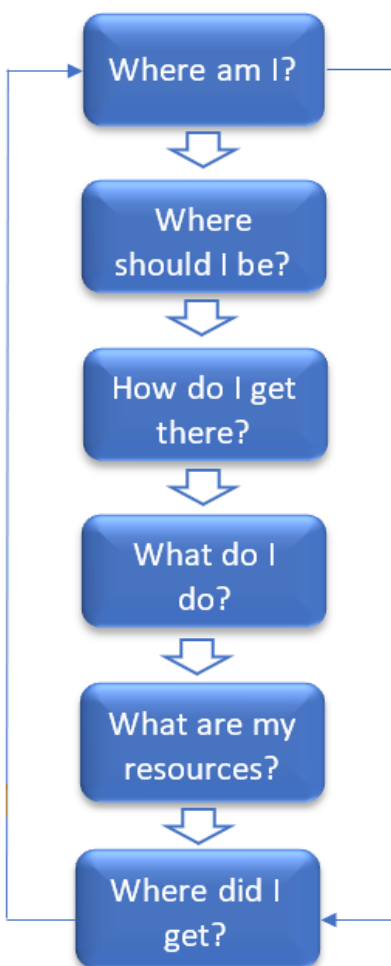 Where am I?
Where
should I be?
How do I get
there?
What do I
do?
What are my
resources?
Where did I
get?